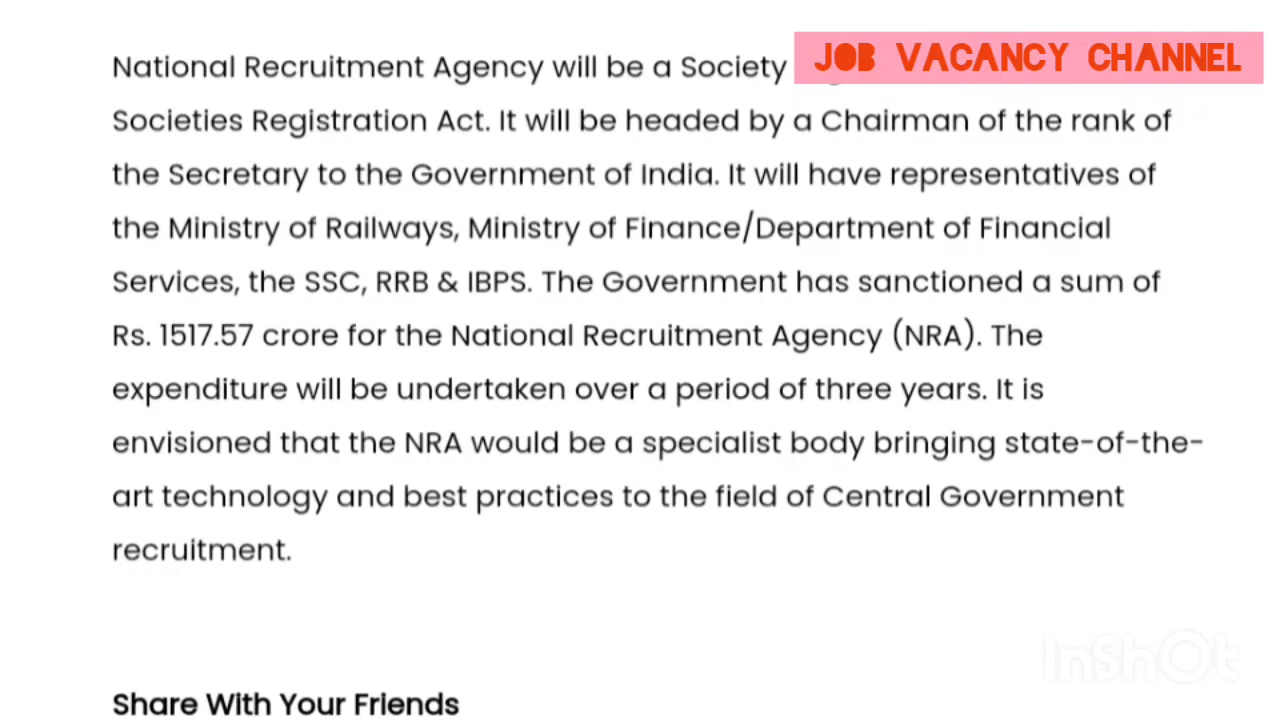 National Recruitment Agency will be a Society
JOB VACANCY CHANNEL
Societies Registration Act. It will be headed by a Chairman of the rank of
the Secretary to the Government of India. It will have representatives of
the Ministry of Railways, Ministry of Finance/Department of Financial
Services, the SSC, RRB & IBPS. The Government has sanctioned a sum of
Rs. 1517.57 crore for the National Recruitment Agency (NRA). The
expenditure will be undertaken over a period of three years. It is
envisioned that the NRA would be a specialist body bringing state-of-the-
art technology and best practices to the field of Central Government
recruitment.
InShOt
Share With Your Friends